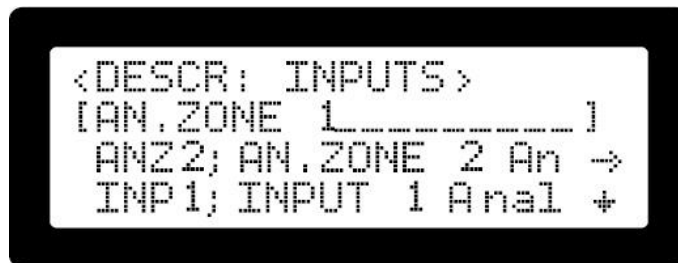 <DESCR: INPUTS>
[AN.ZONE 1_________]
ANZ2; AN.ZONE 2 An →
INP1; INPUT 1 Anal ↓